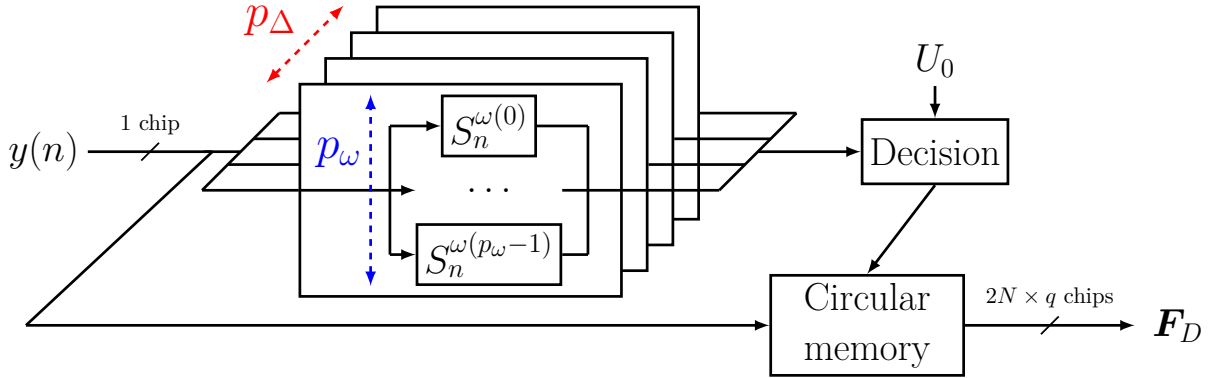 p_Δ
U_0
1 chip
y(n)
p_ω
S_n^{ω(0)}
Decision
· · ·
S_n^{ω(p_ω−1)}
Circular
memory
2N × q chips
F_D